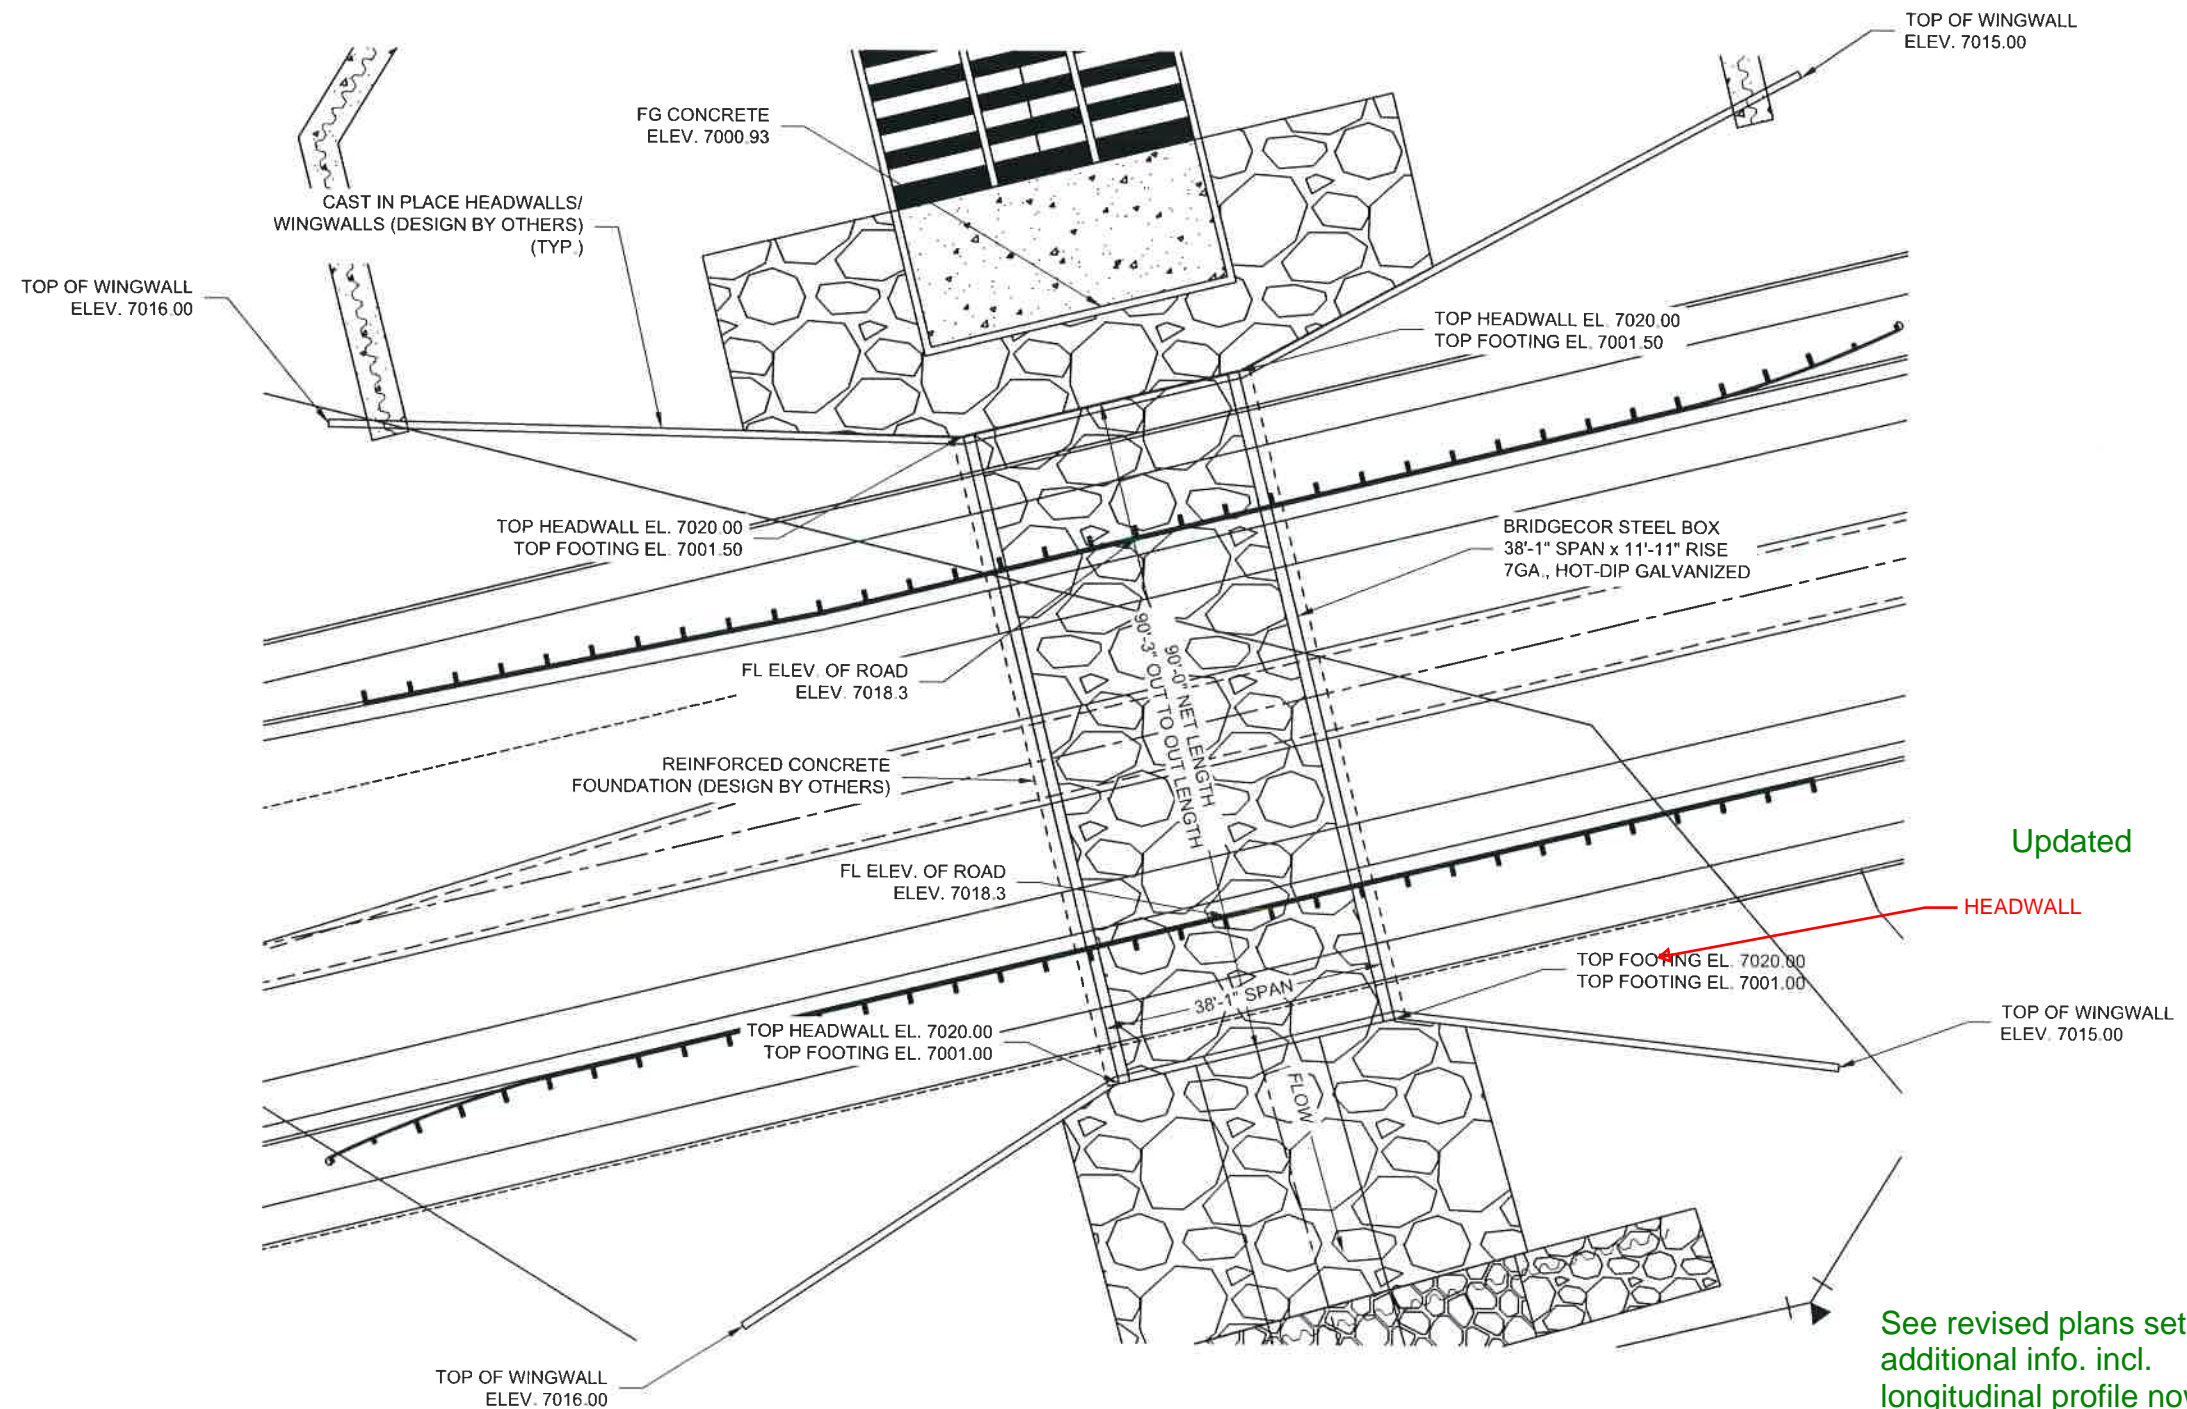 TOP OF WINGWALL
ELEV. 7015.00
FG CONCRETE
ELEV. 7000.93
CAST IN PLACE HEADWALLS/
WINGWALLS (DESIGN BY OTHERS)
(TYP.)
TOP OF WINGWALL
ELEV. 7016.00
TOP HEADWALL EL. 7020.00
TOP FOOTING EL. 7001.50
TOP HEADWALL EL. 7020.00
TOP FOOTING EL. 7001.50
BRIDGECOR STEEL BOX
38'-1" SPAN x 11'-11" RISE
7GA., HOT-DIP GALVANIZED
FL ELEV. OF ROAD
ELEV. 7018.3
90'-0" NET LENGTH
90'-3" OUT TO OUT LENGTH
REINFORCED CONCRETE
FOUNDATION (DESIGN BY OTHERS)
FL ELEV. OF ROAD
ELEV. 7018.3
Updated
HEADWALL
TOP FOOTING EL. 7020.00
TOP FOOTING EL. 7001.00
38'-1" SPAN
TOP HEADWALL EL. 7020.00
TOP FOOTING EL. 7001.00
TOP OF WINGWALL
ELEV. 7015.00
FLOW
TOP OF WINGWALL
ELEV. 7016.00
See revised plans set
additional info. incl.
longitudinal profile